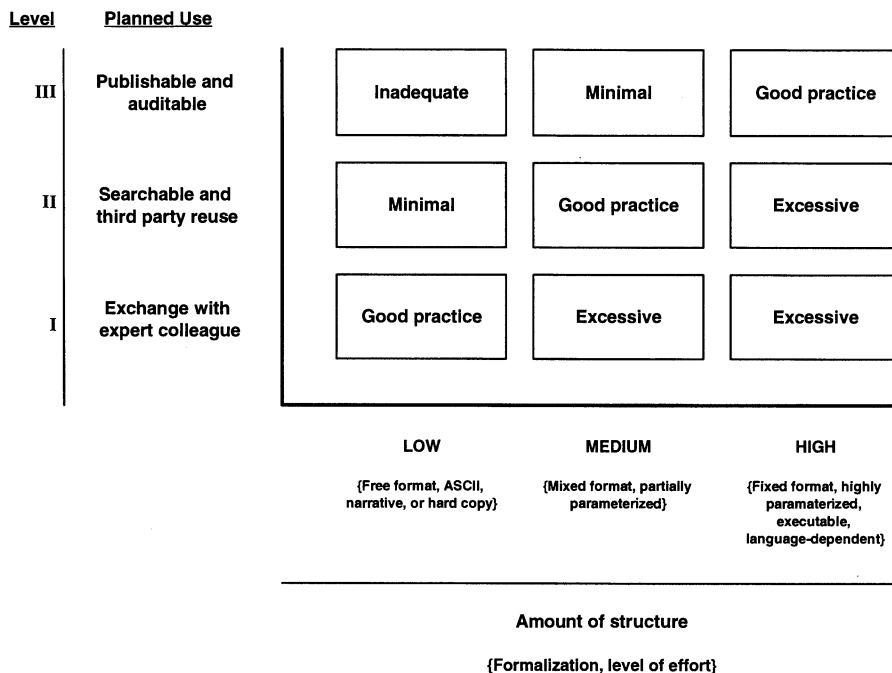 Level Planned Use
III Publishable and
auditable
Inadequate Minimal Good practice
II Searchable and
third party reuse
Minimal Good practice Excessive
I Exchange with
expert colleague
Good practice Excessive Excessive
LOW MEDIUM HIGH
{Free format, ASCII, {Mixed format, partially {Fixed format, highly
narrative, or hard copy} parameterized} paramaterized,
executable,
language-dependent}
Amount of structure
{Formalization, level of effort}